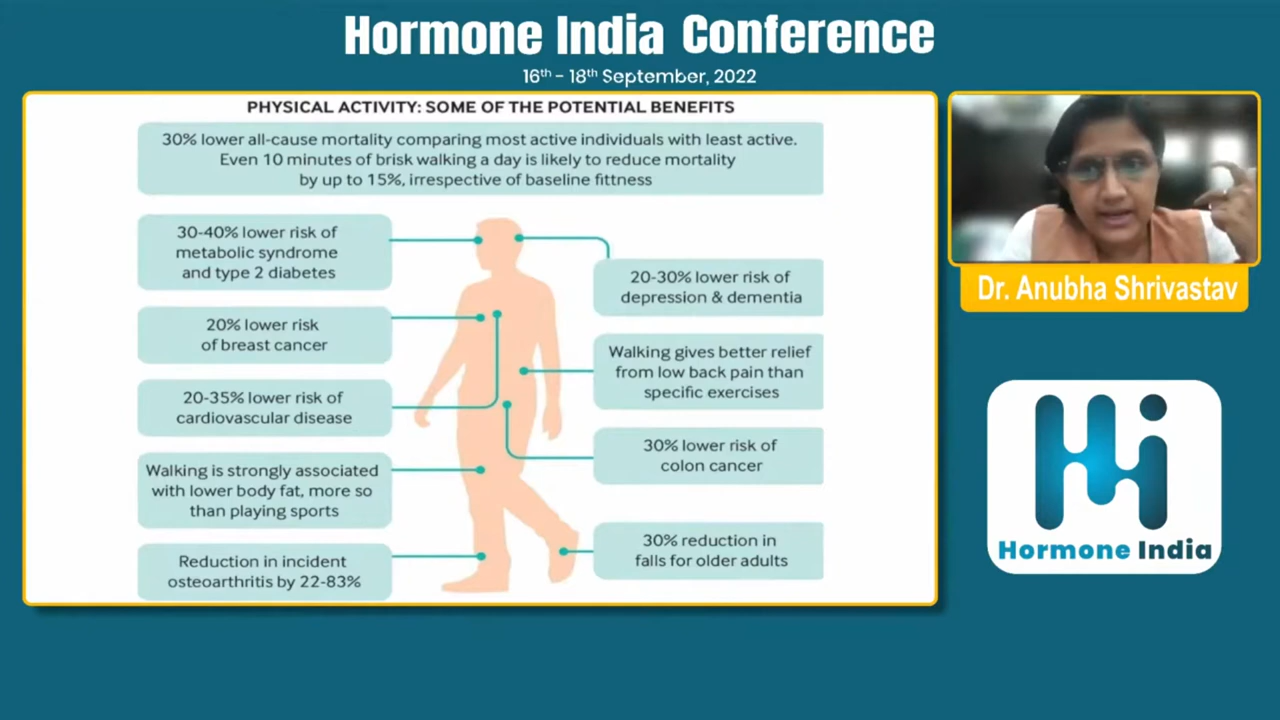 Hormone India Conference
16th - 18th September, 2022
PHYSICAL ACTIVITY: SOME OF THE POTENTIAL BENEFITS
30% lower all-cause mortality comparing most active individuals with least active.
Even 10 minutes of brisk walking a day is likely to reduce mortality
by up to 15%, irrespective of baseline fittness
30-40% lower risk of
metabolic syndrome
and type 2 diabetes
20% lower risk
of breast cancer
20-35% lower risk of
cardiovascular disease
Walking is strongly associated
with lower body fat, more so
than playing sports
Reduction in incident
osteoarthritis by 22-83%
20-30% lower risk of
depression & dementia
Walking gives better relief
from low back pain than
specific exercises
30% lower risk of
colon cancer
30% reduction in
falls for older adults
Dr. Anubha Shrivastav
Hi
Hormone India